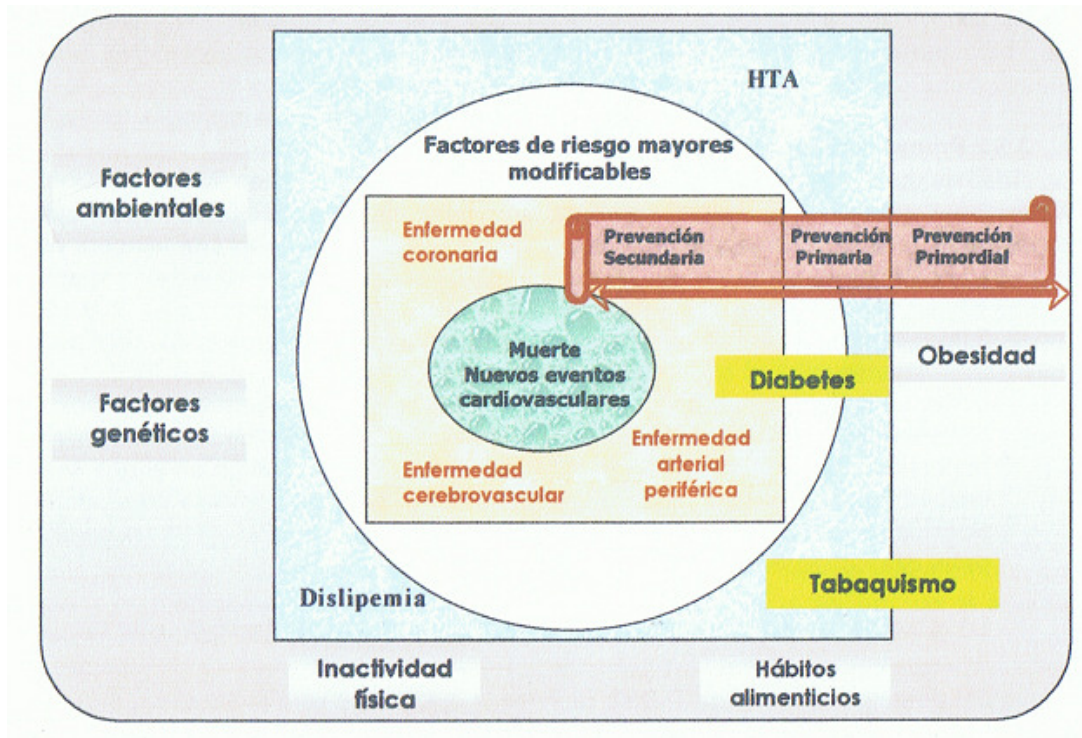 HTA
Factores de riesgo mayores
modificables
Factores
ambientales
Enfermedad
coronaria
Prevención
Secundaria
Prevención
Primaria
Prevención
Primordial
Muerte
Nuevos eventos
cardiovasculares
Diabetes
Obesidad
Factores
genéticos
Enfermedad
cerebrovascular
Enfermedad
arterial
periférica
Dislipemia
Tabaquismo
Inactividad
física
Hábitos
alimenticios